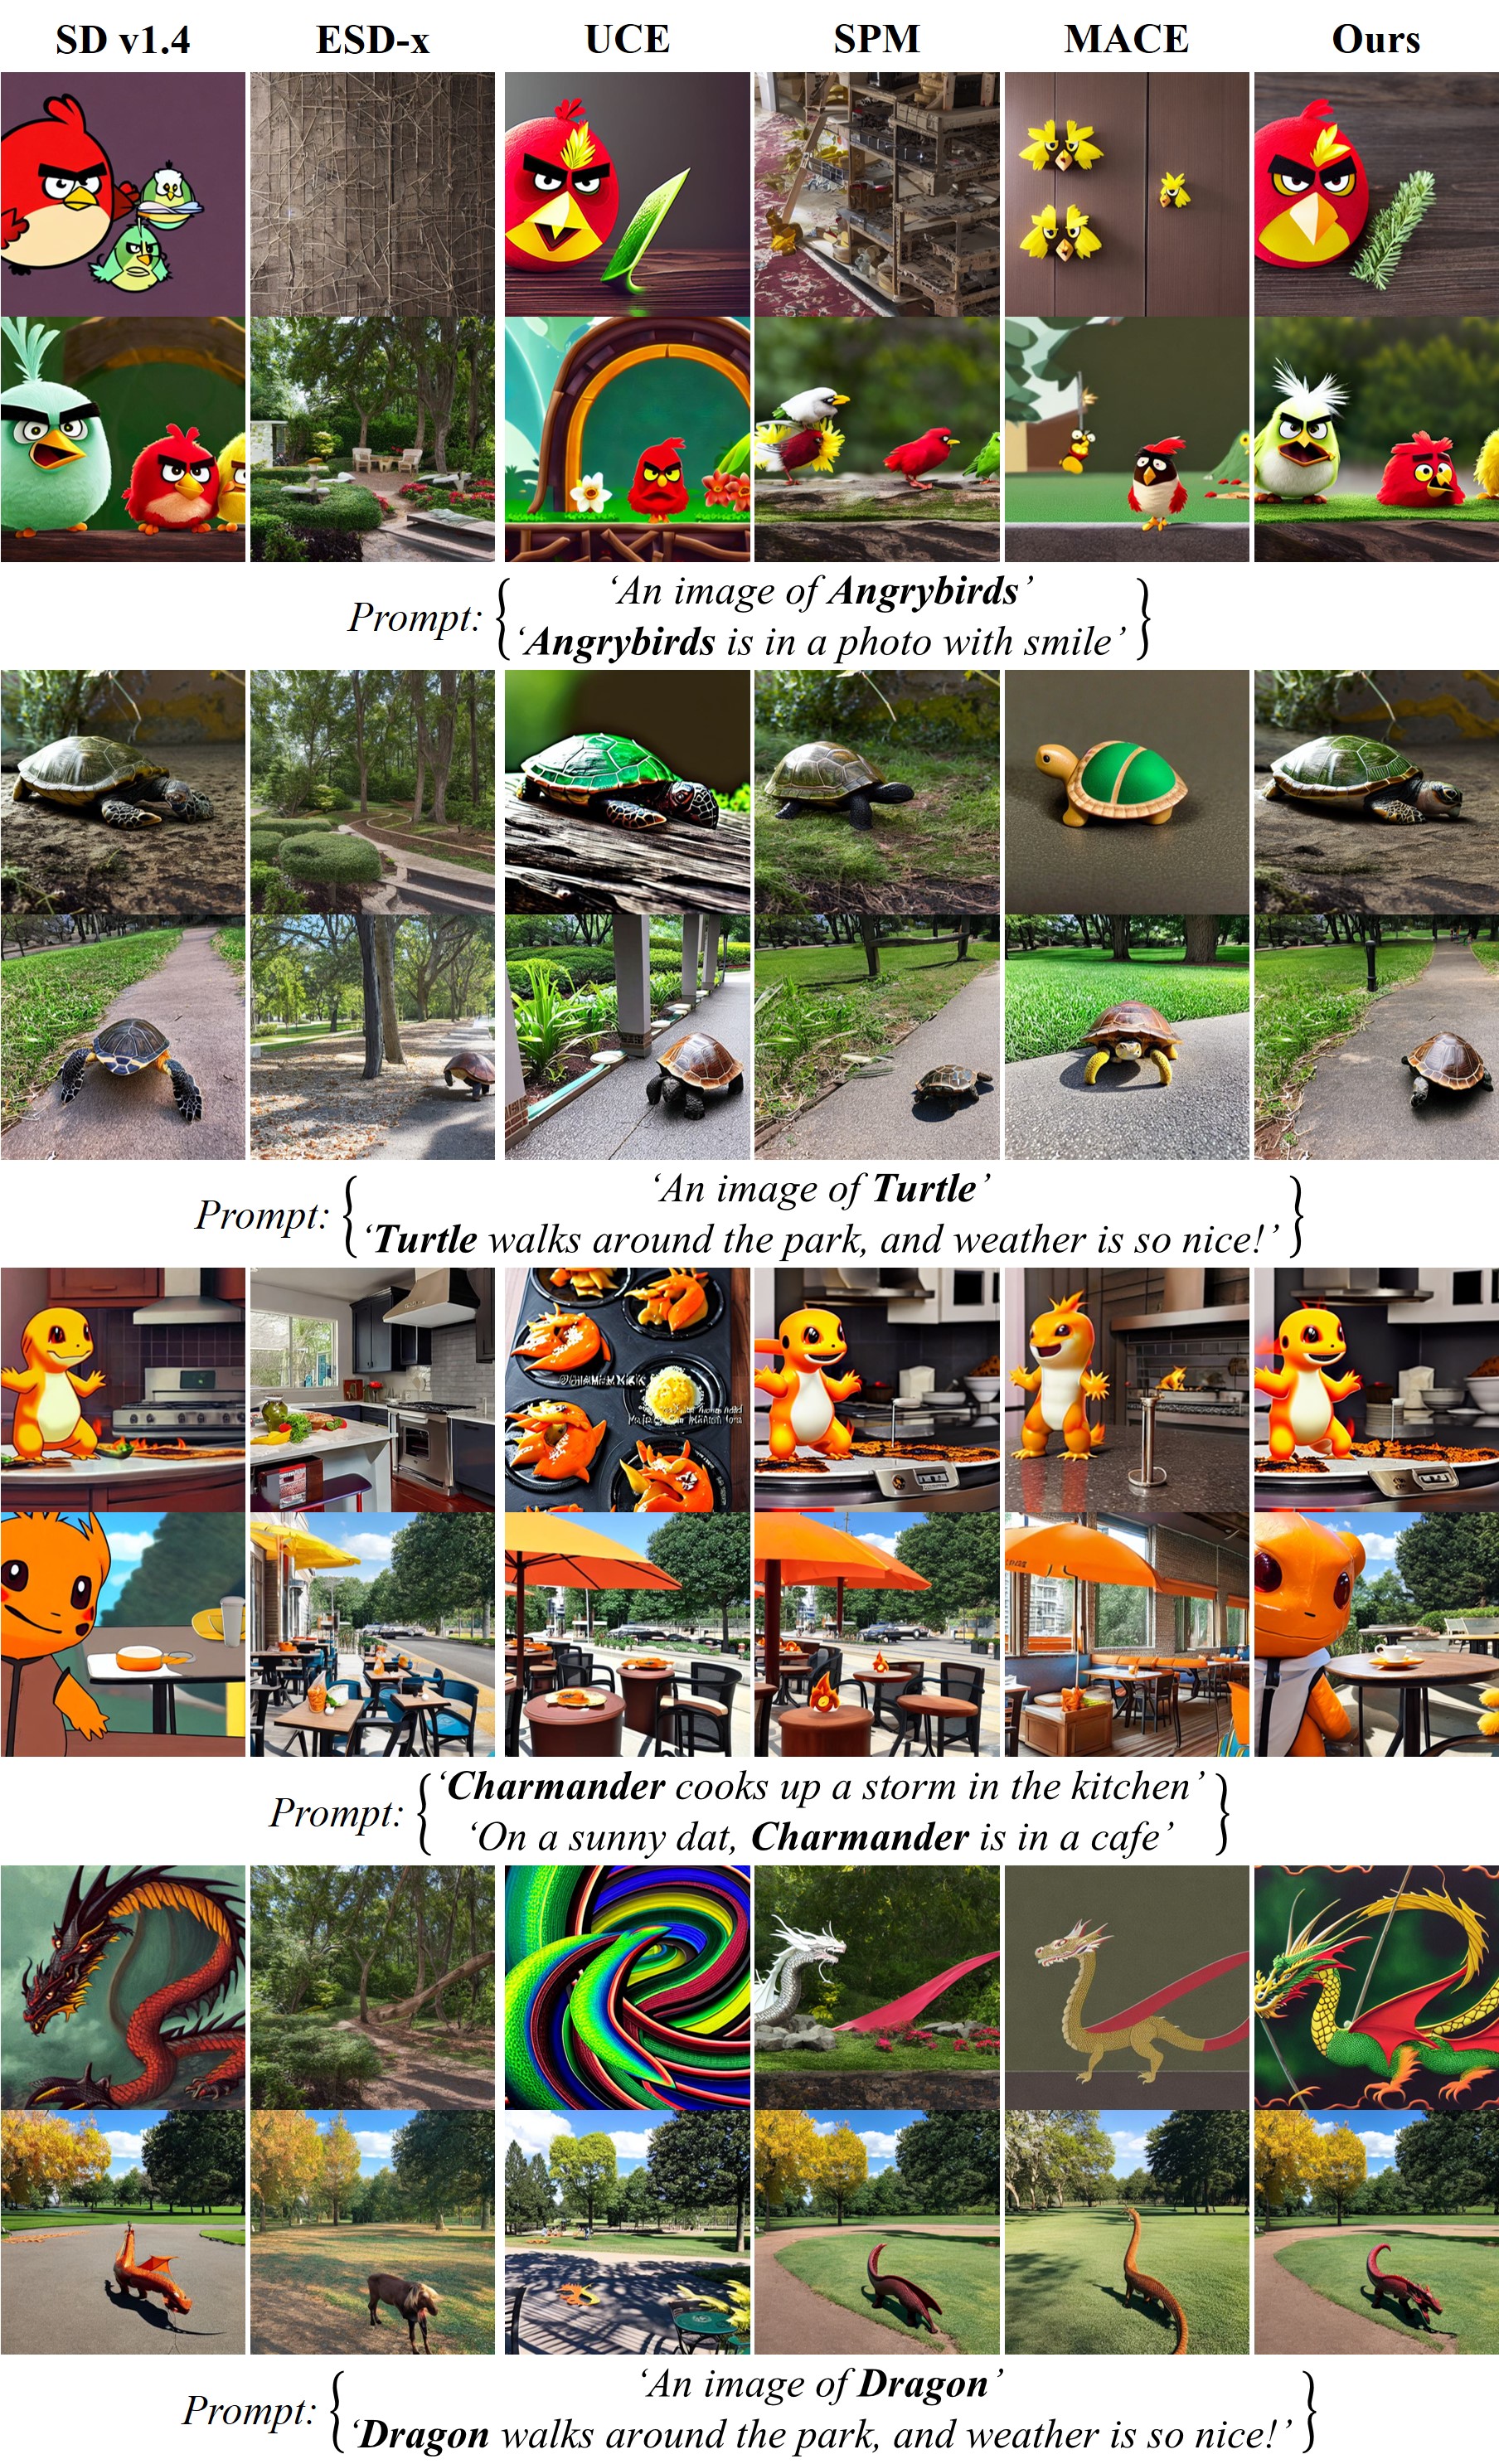 SD v1.4 ESD-x UCE SPM MACE Ours
Prompt: { ‘An image of Angrybirds’
‘Angrybirds is in a photo with smile’ }
Prompt: { ‘An image of Turtle’
‘Turtle walks around the park, and weather is so nice!’ }
Prompt: { ‘Charmander cooks up a storm in the kitchen’
‘On a sunny dat, Charmander is in a cafe’ }
Prompt: { ‘An image of Dragon’
‘Dragon walks around the park, and weather is so nice!’ }